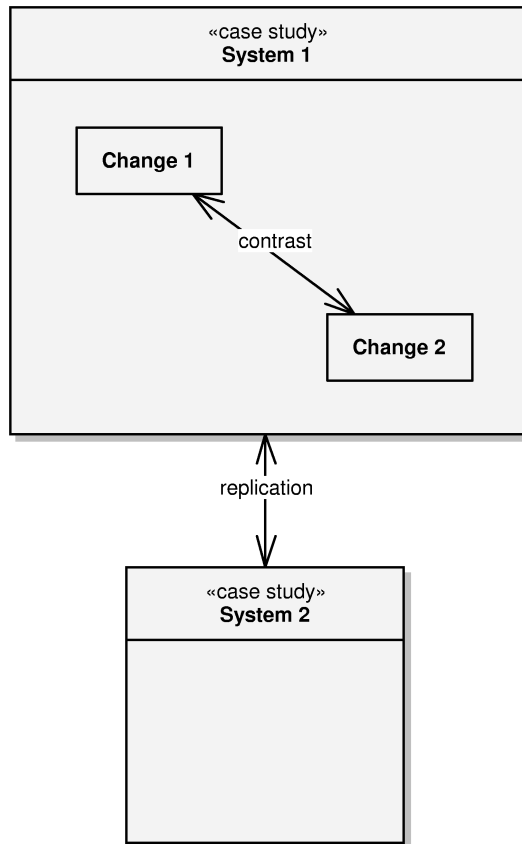 «case study»
System 1
Change 1
contrast
Change 2
replication
«case study»
System 2